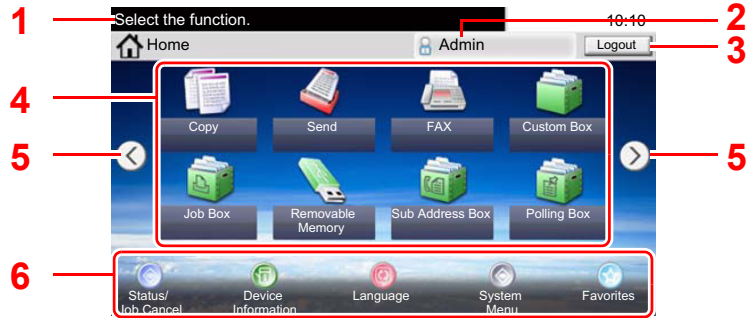 1
Select the function.
10:10
2
Home
Admin
Logout
3
4
Copy
Send
FAX
Custom Box
5
5
Job Box
Removable
Memory
Sub Address Box
Polling Box
6
Status/
Job Cancel
Device
Information
Language
System
Menu
Favorites